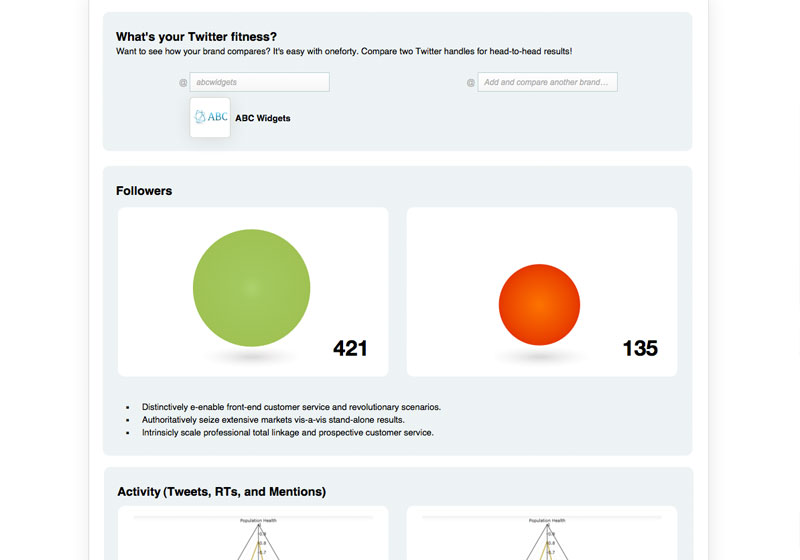 What's your Twitter fitness?
Want to see how your brand compares? It's easy with oneforty. Compare two Twitter handles for head-to-head results!
@ abcwidgets @ Add and compare another brand...
ABC ABC Widgets
Followers
421 135
Distinctively e-enable front-end customer service and revolutionary scenarios.
Authoritatively seize extensive markets vis-a-vis stand-alone results.
Intrinsicly scale professional total linkage and prospective customer service.
Activity (Tweets, RTs, and Mentions)
Population Health Population Health